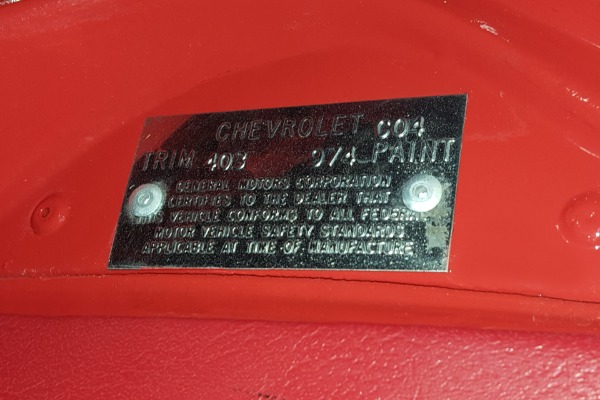 CHEVROLET C04
TRIM 403 974 PAINT
GENERAL MOTORS CORPORATION
CERTIFIES TO THE DEALER THAT
VEHICLE CONFORMS TO ALL FEDERAL
MOTOR VEHICLE SAFETY STANDARDS
APPLICABLE AT TIME OF MANUFACTURE